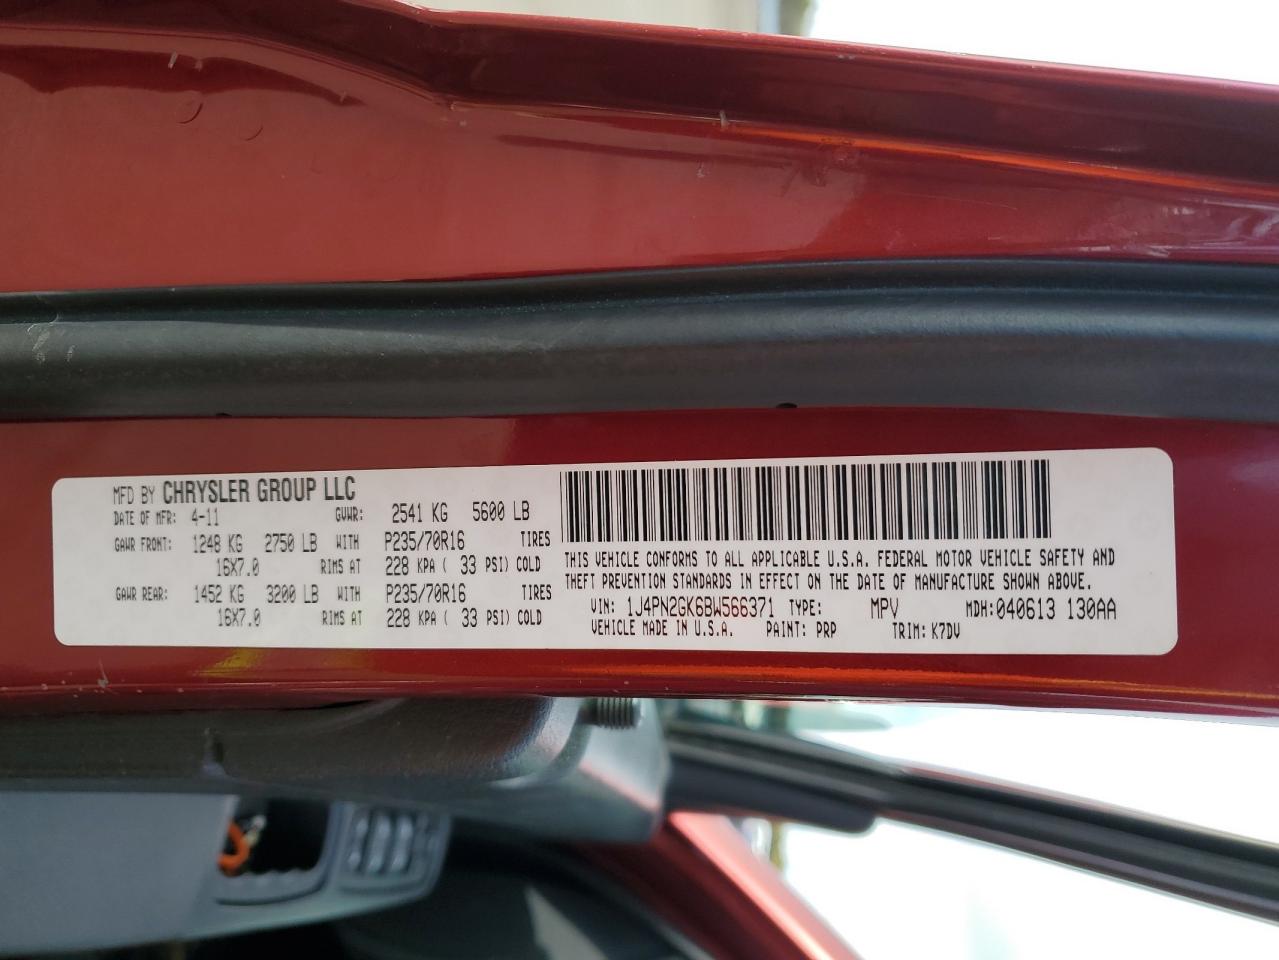 MFD BY CHRYSLER GROUP LLC
DATE OF MFR: 4-11 GVWR: 2541 KG 5600 LB
GAWR FRONT: 1248 KG 2750 LB WITH P235/70R16 TIRES
16X7.0 RIMS AT 228 KPA ( 33 PSI) COLD
GAWR REAR: 1452 KG 3200 LB WITH P235/70R16 TIRES
16X7.0 RIMS AT 228 KPA ( 33 PSI) COLD
THIS VEHICLE CONFORMS TO ALL APPLICABLE U.S.A. FEDERAL MOTOR VEHICLE SAFETY AND
THEFT PREVENTION STANDARDS IN EFFECT ON THE DATE OF MANUFACTURE SHOWN ABOVE.
VIN: 1J4PN2GK6BW566371 TYPE: MPV MDH:040613 130AA
VEHICLE MADE IN U.S.A. PAINT: PRP TRIM: K7DV